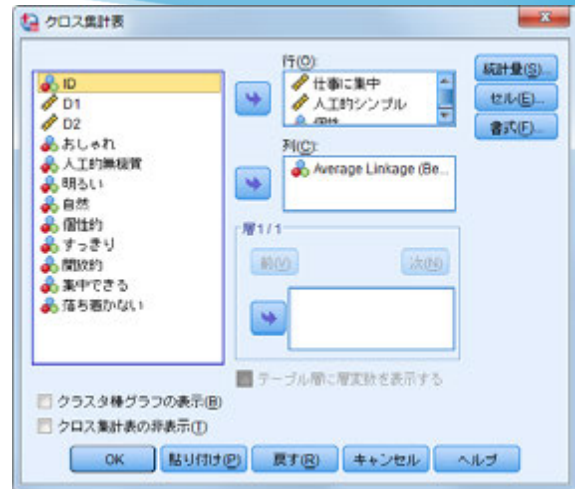 クロス集計表
ID
D1
D2
おしゃれ
人工的無機質
明るい
自然
個性的
すっきり
開放的
集中できる
落ち着かない
行(O):
仕事に集中
人工的シンプル
個性
列(C):
Average Linkage (Be...
層1/1
前(V)
次(N)
テーブル層に層変数を表示する
統計量(S)...
セル(E)...
書式(F)...
クラスタ棒グラフの表示(B)
クロス集計表の非表示(T)
OK
貼り付け(P)
戻す(R)
キャンセル
ヘルプ